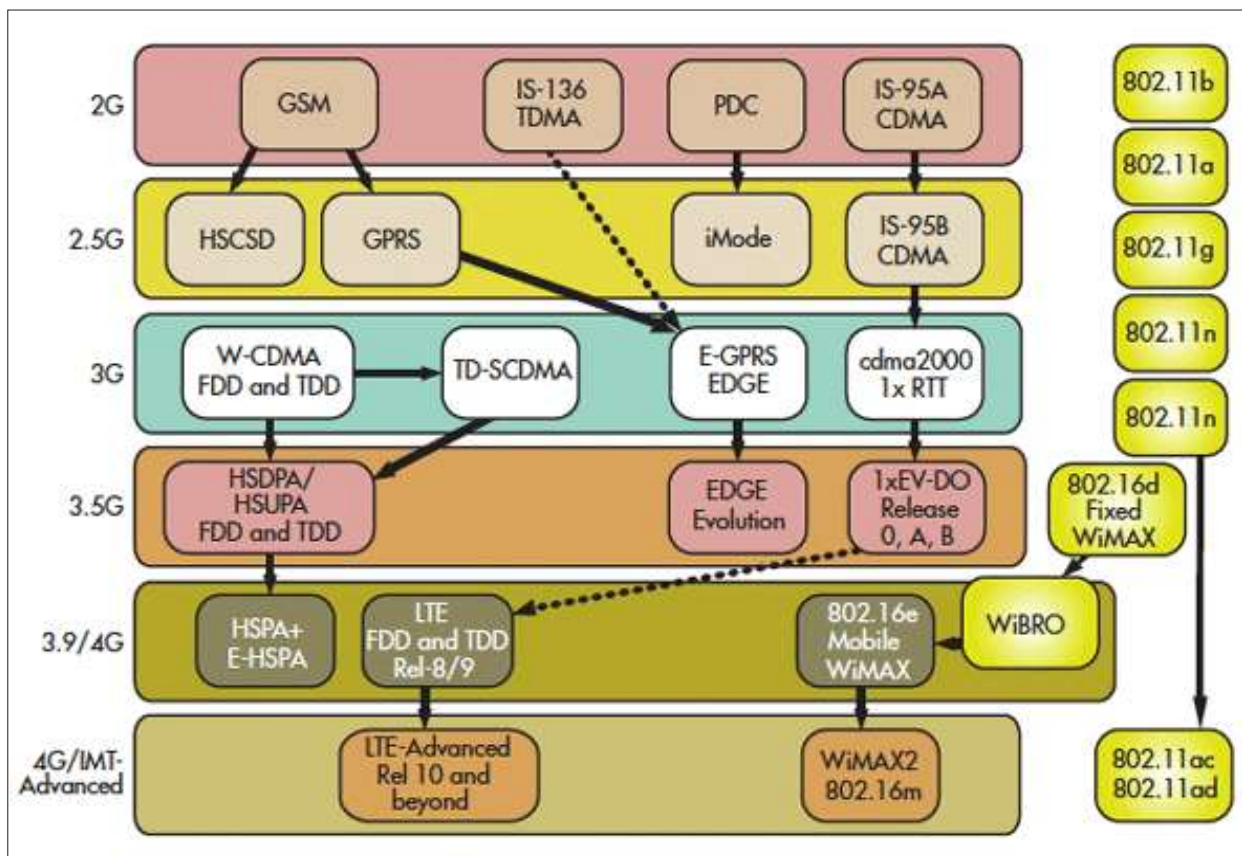 2G
GSM
IS-136
TDMA
PDC
IS-95A
CDMA
802.11b
802.11a
2.5G
HSCSD
GPRS
iMode
IS-95B
CDMA
802.11g
802.11n
3G
W-CDMA
FDD and TDD
TD-SCDMA
E-GPRS
EDGE
cdma2000
1x RTT
802.11n
3.5G
HSDPA/
HSUPA
FDD and TDD
EDGE
Evolution
1xEV-DO
Release
0, A, B
802.16d
Fixed
WiMAX
3.9/4G
HSPA+
E-HSPA
LTE
FDD and TDD
Rel-8/9
802.16e
Mobile
WiMAX
WiBRO
4G/IMT-
Advanced
LTE-Advanced
Rel 10 and
beyond
WiMAX2
802.16m
802.11ac
802.11ad